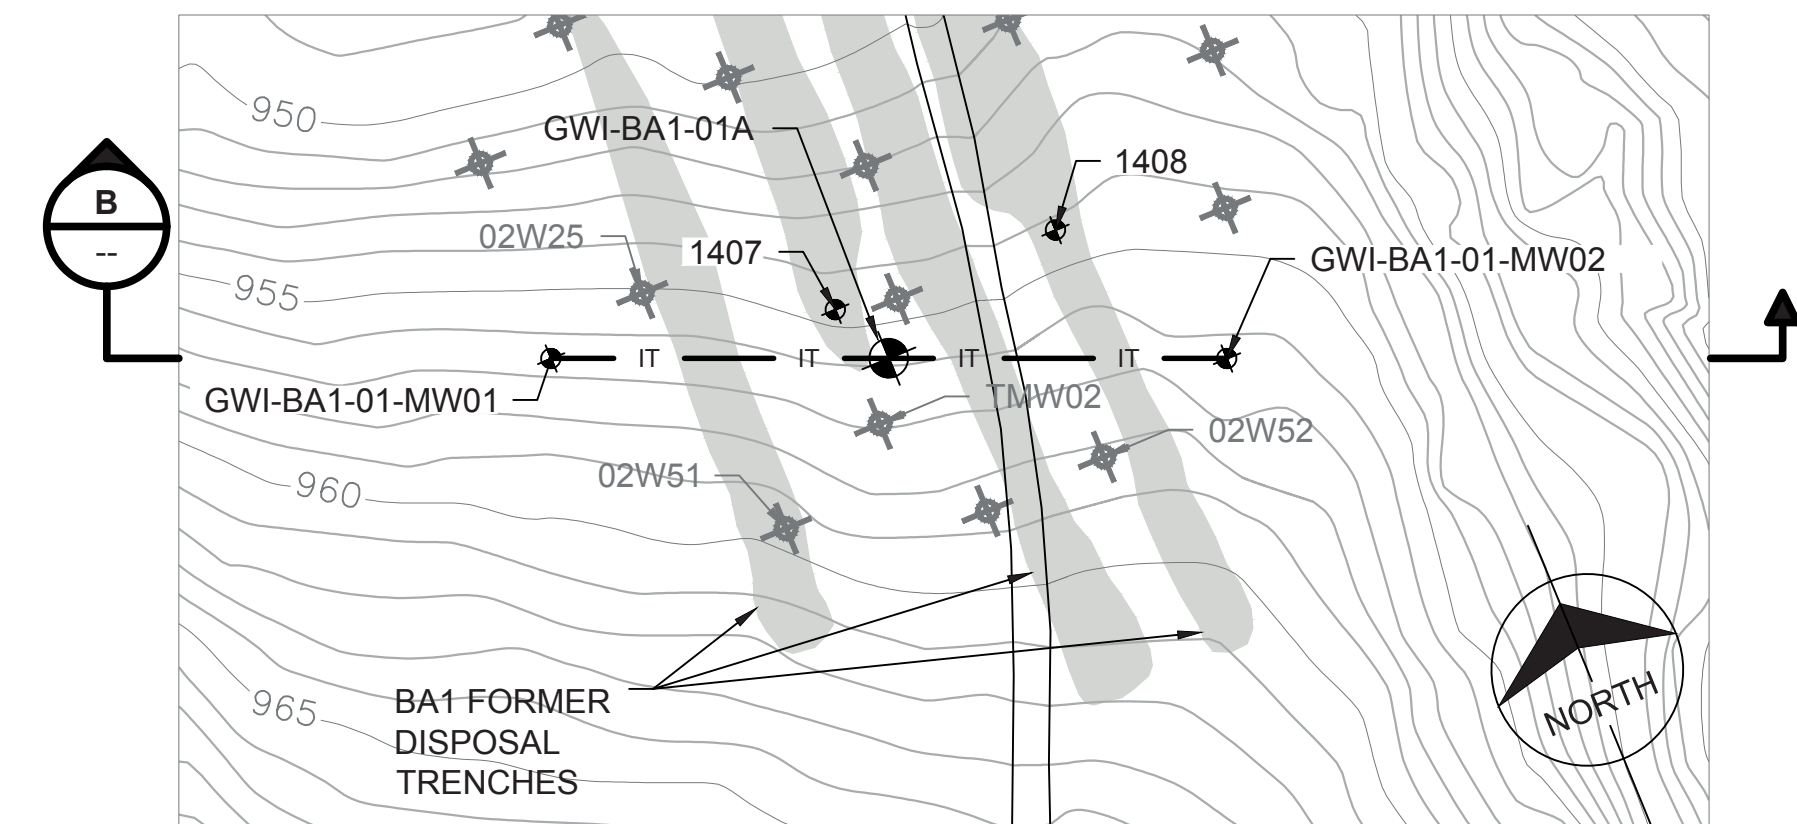 950
GWI-BA1-01A
1408
B
--
02W25
1407
GWI-BA1-01-MW02
955
IT IT IT IT
GWI-BA1-01-MW01
TMW02
02W52
02W51
960
NORTH
965
BA1 FORMER
DISPOSAL
TRENCHES